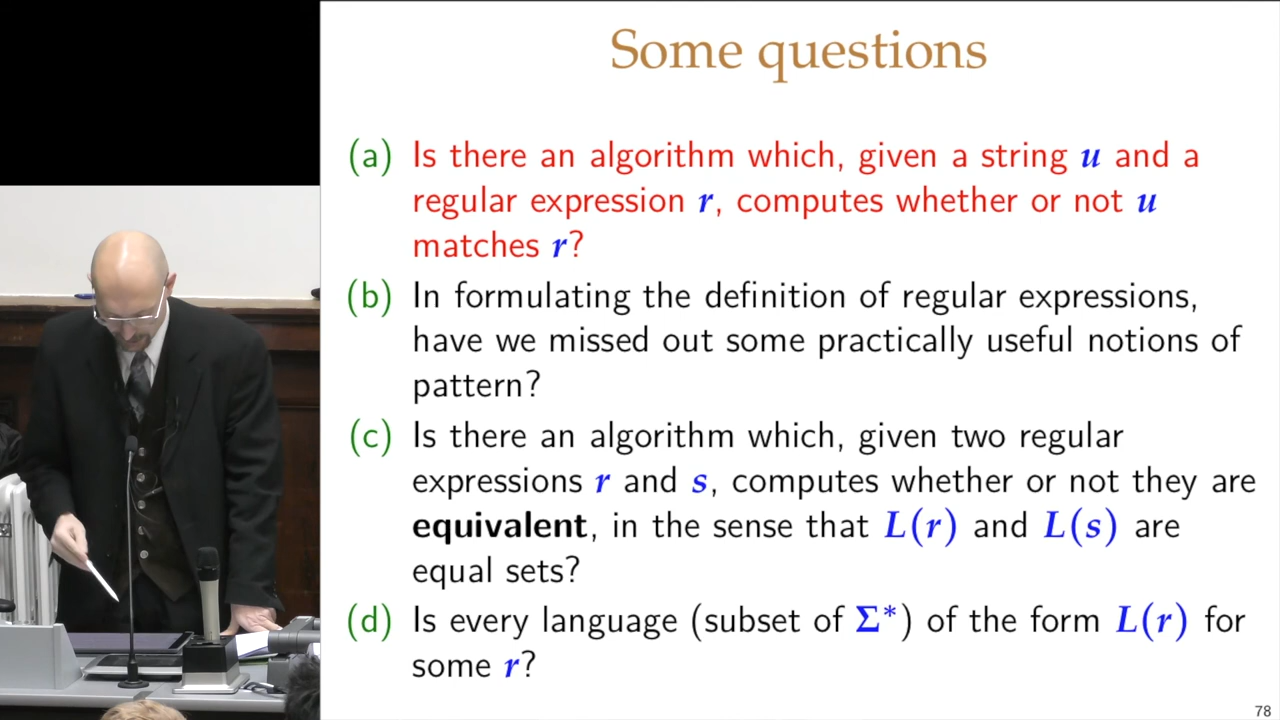 Some questions
(a) Is there an algorithm which, given a string u and a
regular expression r, computes whether or not u
matches r?
(b) In formulating the definition of regular expressions,
have we missed out some practically useful notions of
pattern?
(c) Is there an algorithm which, given two regular
expressions r and s, computes whether or not they are
equivalent, in the sense that L(r) and L(s) are
equal sets?
(d) Is every language (subset of Σ*) of the form L(r) for
some r?
78